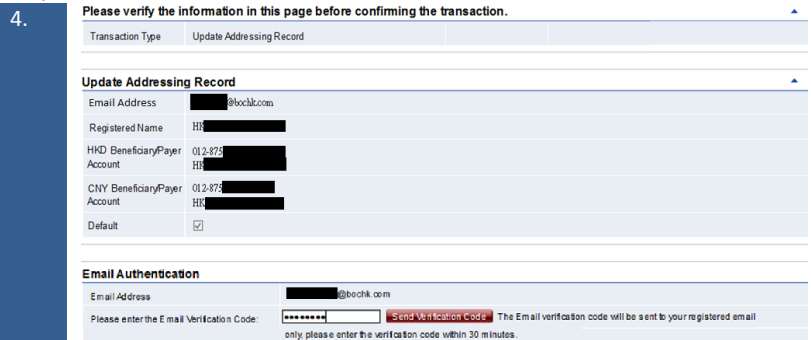 4.
Please verify the information in this page before confirming the transaction.
Transaction Type Update Addressing Record
Update Addressing Record
Email Address @bochk.com
Registered Name HK
HKD Beneficiary/Payer Account 012-875
HK
CNY Beneficiary/Payer Account 012-875
HK
Default
Email Authentication
Email Address @bochk.com
Please enter the Email Verification Code: •••••••• Send Verification Code The Email verification code will be sent to your registered email
only, please enter the verification code within 30 minutes.